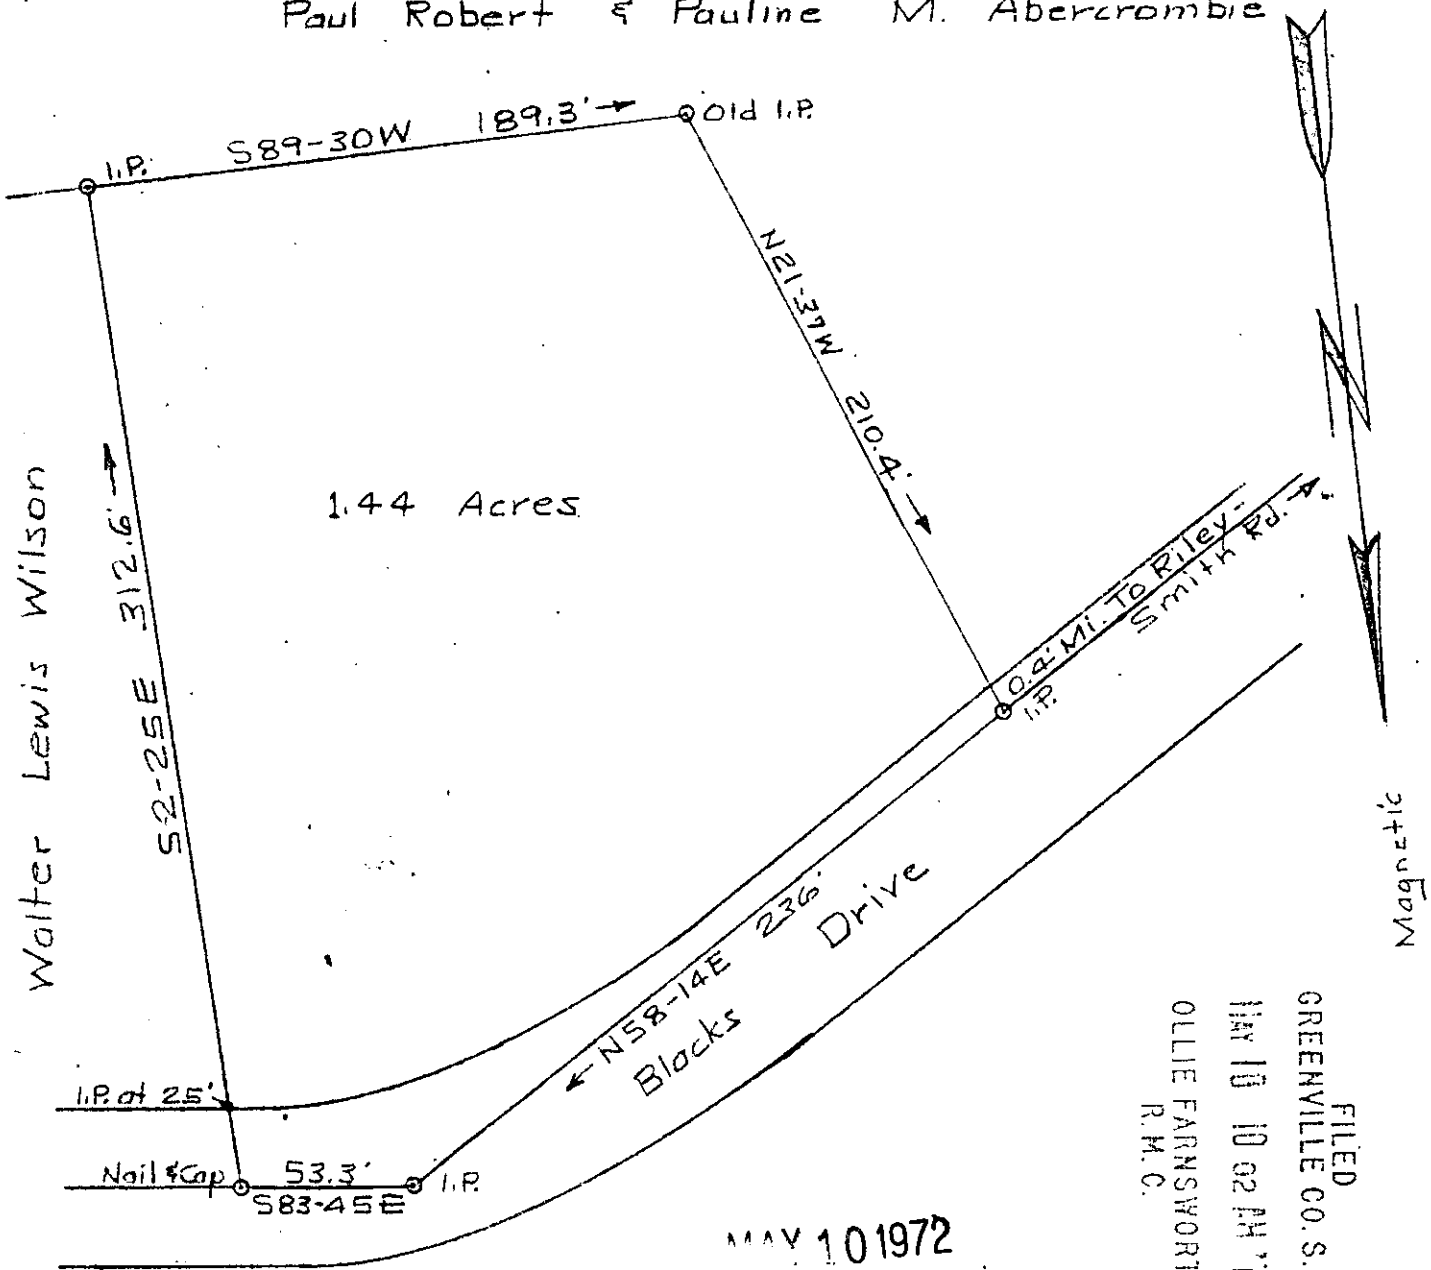 Paul Robert & Pauline M. Abercrombie
S89-30W 189.3'
Old I.P.
I.P.
N21-37W 210.4'
1.44 Acres
Walter Lewis Wilson
S2-25E 312.6'
0.4' Mi. To Riley-
Smith Rd.
I.P.
N
Magnetic
N58-14E 236'
Blocks Drive
I.P. at 25'
Nail & Cap
53.3'
S83-45E
I.P.
MAY 10 1972
FILED
GREENVILLE CO. S.
MAY 10 10 02 AM '7
OLLIE FARNSWORT
R.M.C.